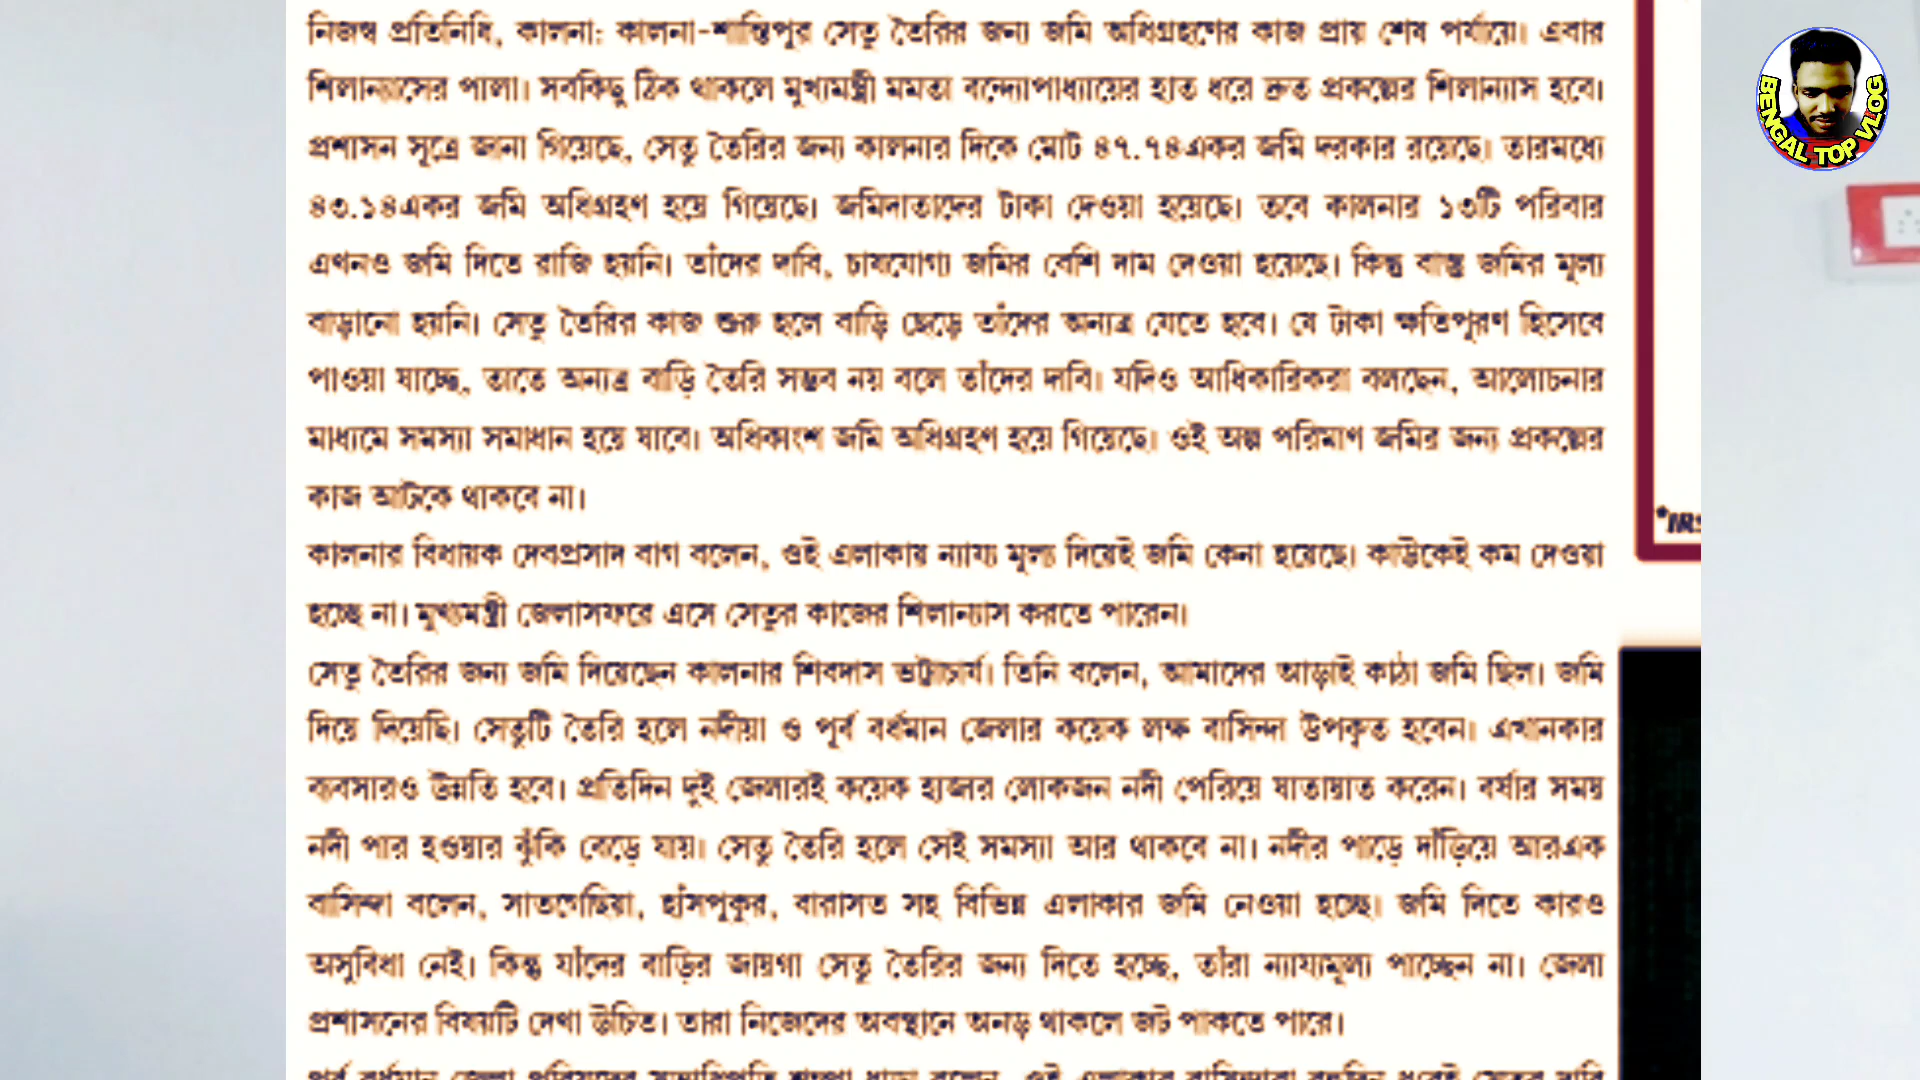 নিজস্ব প্রতিনিধি, কালনা: কালনা-শান্তিপুর সেতু তৈরির জন্য জমি অধিগ্রহণের কাজ প্রায় শেষ পর্যায়ে। এবার
শিলান্যাসের পালা। সবকিছু ঠিক থাকলে মুখ্যমন্ত্রী মমতা বন্দ্যোপাধ্যায়ের হাত ধরে দ্রুত প্রকল্পের শিলান্যাস হবে।
প্রশাসন সূত্রে জানা গিয়েছে, সেতু তৈরির জন্য কালনার দিকে মোট ৪৭.৭৪একর জমি দরকার রয়েছে। তারমধ্যে
৪৩.১৪একর জমি অধিগ্রহণ হয়ে গিয়েছে। জমিদাতাদের টাকা দেওয়া হয়েছে। তবে কালনার ১৩টি পরিবার
এখনও জমি দিতে রাজি হয়নি। তাঁদের দাবি, চাষযোগ্য জমির বেশি দাম দেওয়া হয়েছে। কিন্তু বাস্তু জমির মূল্য
বাড়ানো হয়নি। সেতু তৈরির কাজ শুরু হলে বাড়ি ছেড়ে তাঁদের অন্যত্র যেতে হবে। যে টাকা ক্ষতিপূরণ হিসেবে
পাওয়া যাচ্ছে, তাতে অন্যত্র বাড়ি তৈরি সম্ভব নয় বলে তাঁদের দাবি। যদিও আধিকারিকরা বলছেন, আলোচনার
মাধ্যমে সমস্যা সমাধান হয়ে যাবে। অধিকাংশ জমি অধিগ্রহণ হয়ে গিয়েছে। ওই অল্প পরিমাণ জমির জন্য প্রকল্পের
কাজ আটকে থাকবে না।
কালনার বিধায়ক দেবপ্রসাদ বাগ বলেন, ওই এলাকায় ন্যায্য মূল্য দিয়েই জমি কেনা হয়েছে। কাউকেই কম দেওয়া
হচ্ছে না। মুখ্যমন্ত্রী জেলাসফরে এসে সেতুর কাজের শিলান্যাস করতে পারেন।
সেতু তৈরির জন্য জমি দিয়েছেন কালনার শিবদাস ভট্টাচার্য। তিনি বলেন, আমাদের আড়াই কাঠা জমি ছিল। জমি
দিয়ে দিয়েছি। সেতুটি তৈরি হলে নদীয়া ও পূর্ব বর্ধমান জেলার কয়েক লক্ষ বাসিন্দা উপকৃত হবেন। এখানকার
ব্যবসারও উন্নতি হবে। প্রতিদিন দুই জেলারই কয়েক হাজার লোকজন নদী পেরিয়ে যাতায়াত করেন। বর্ষার সময়
নদী পার হওয়ার ঝুঁকি বেড়ে যায়। সেতু তৈরি হলে সেই সমস্যা আর থাকবে না। নদীর পাড়ে দাঁড়িয়ে আরএক
বাসিন্দা বলেন, সাতগেছিয়া, হাঁসপুকুর, বারাসত সহ বিভিন্ন এলাকার জমি নেওয়া হচ্ছে। জমি দিতে কারও
অসুবিধা নেই। কিন্তু যাঁদের বাড়ির জায়গা সেতু তৈরির জন্য দিতে হচ্ছে, তাঁরা ন্যায্যমূল্য পাচ্ছেন না। জেলা
প্রশাসনের বিষয়টি দেখা উচিত। তারা নিজেদের অবস্থানে অনড় থাকলে জট পাকতে পারে।
BENGAL TOP VLOG